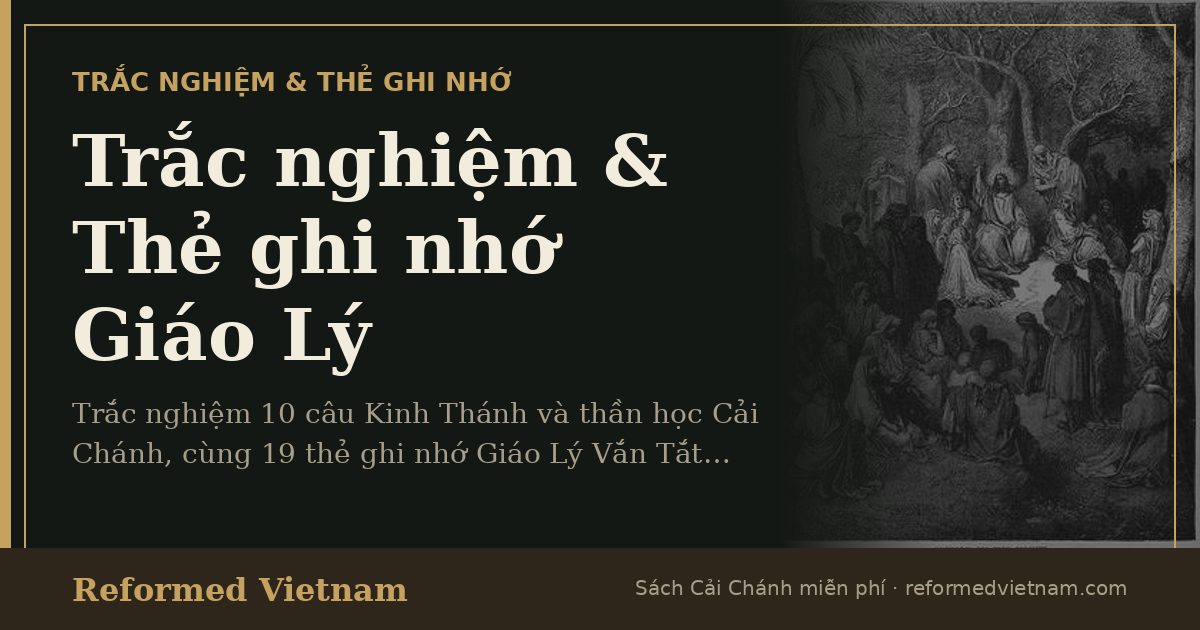 TRẮC NGHIỆM & THẺ GHI NHỚ
Trắc nghiệm &
Thẻ ghi nhớ
Giáo Lý
Trắc nghiệm 10 câu Kinh Thánh và thần học Cải
Chánh, cùng 19 thẻ ghi nhớ Giáo Lý Vắn Tắt…
Reformed Vietnam
Sách Cải Chánh miễn phí · reformedvietnam.com